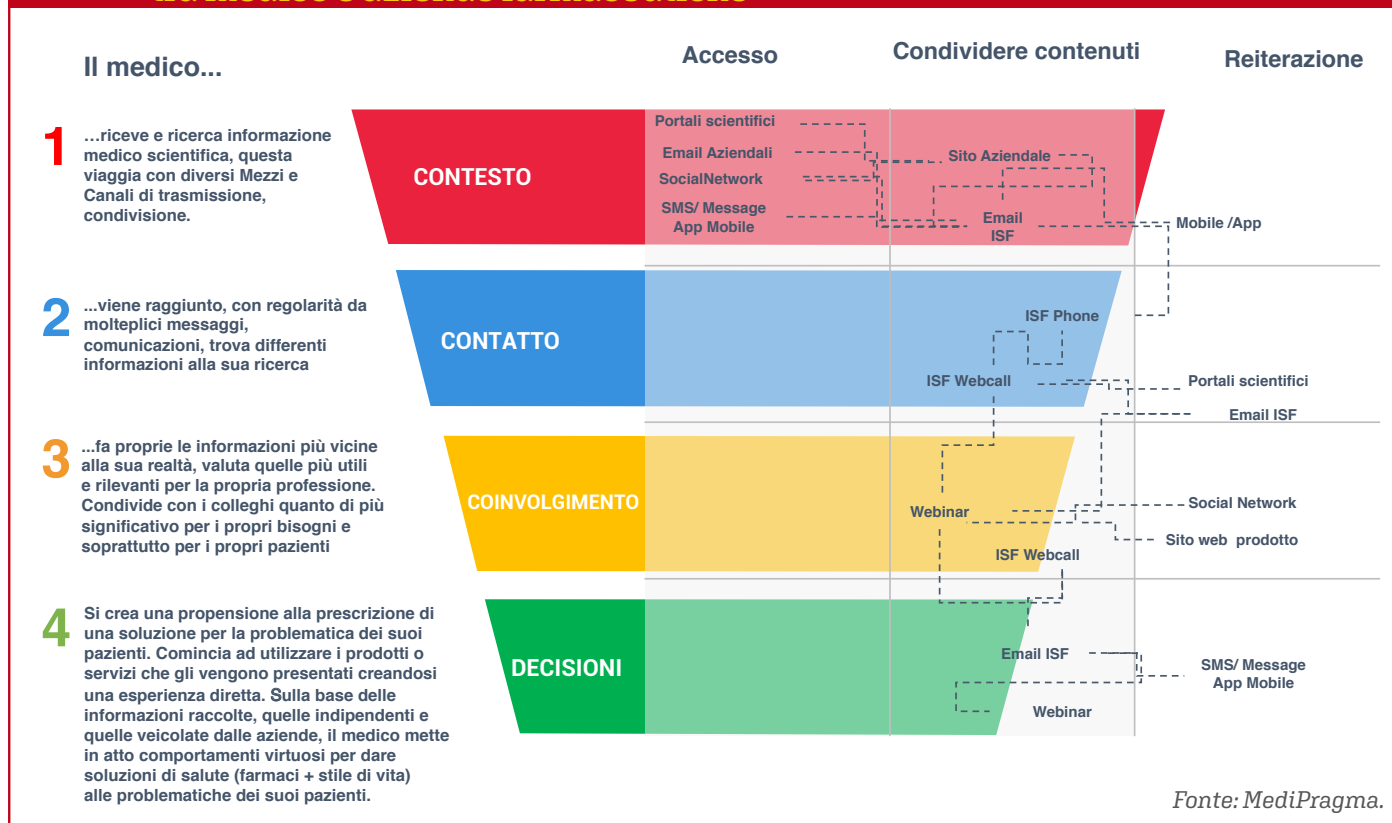 Il medico...
Accesso
Condividere contenuti
Reiterazione
1
...riceve e ricerca informazione
medico scientifica, questa
viaggia con diversi Mezzi e
Canali di trasmissione,
condivisione.
CONTESTO
Portali scientifici
Email Aziendali
SocialNetwork
SMS/ Message
App Mobile
Sito Aziendale
Email
ISF
Mobile /App
2
...viene raggiunto, con regolarità da
molteplici messaggi,
comunicazioni, trova differenti
informazioni alla sua ricerca
CONTATTO
ISF Phone
ISF Webcall
Portali scientifici
Email ISF
3
...fa proprie le informazioni più vicine
alla sua realtà, valuta quelle più utili
e rilevanti per la propria professione.
Condivide con i colleghi quanto di più
significativo per i propri bisogni e
soprattutto per i propri pazienti
COINVOLGIMENTO
Webinar
ISF Webcall
Social Network
Sito web prodotto
4
Si crea una propensione alla prescrizione di
una soluzione per la problematica dei suoi
pazienti. Comincia ad utilizzare i prodotti o
servizi che gli vengono presentati creandosi
una esperienza diretta. Sulla base delle
informazioni raccolte, quelle indipendenti e
quelle veicolate dalle aziende, il medico mette
in atto comportamenti virtuosi per dare
soluzioni di salute (farmaci + stile di vita)
alle problematiche dei suoi pazienti.
DECISIONI
Email ISF
Webinar
SMS/ Message
App Mobile
Fonte: MediPragma.